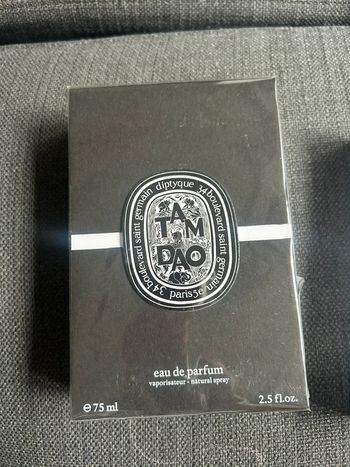 34 boulevard saint germain diptyque 34 boulevard saint germain
paris 5e
TAM
DAO
eau de parfum
vaporisateur - natural spray
e 75 ml
2.5 fl.oz.